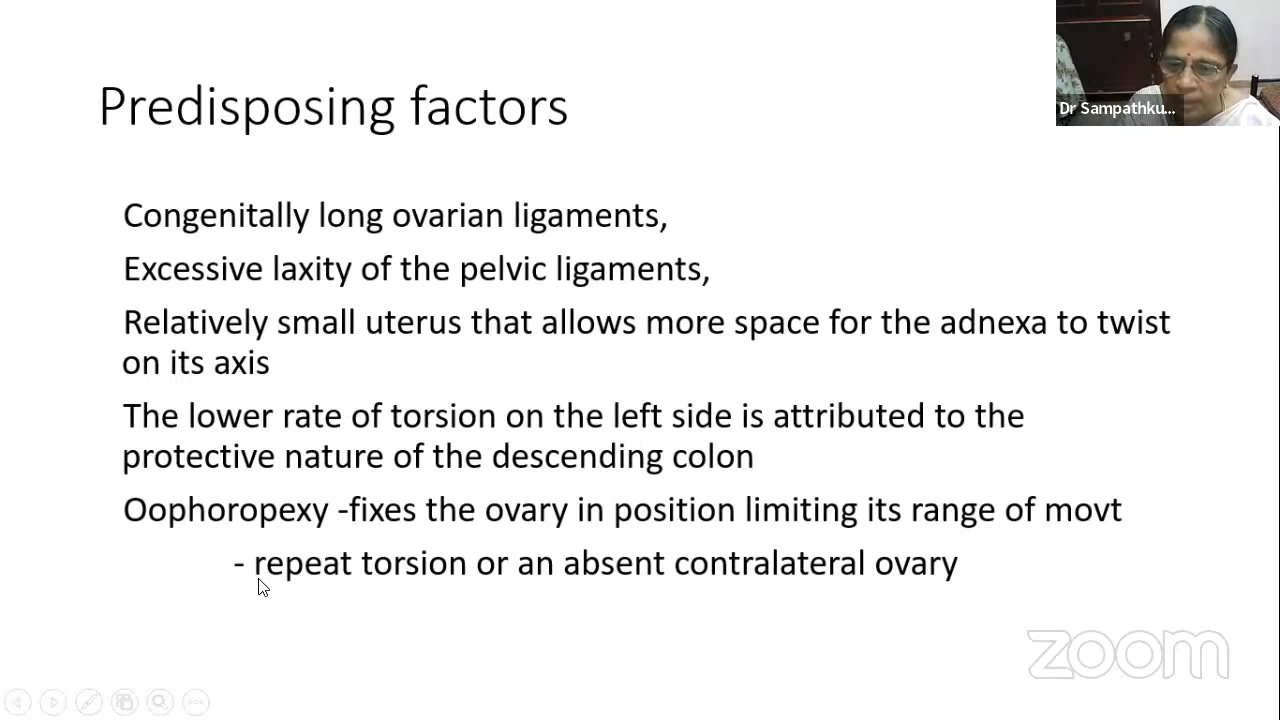 Predisposing factors
Dr Sampathku...
Congenitally long ovarian ligaments,
Excessive laxity of the pelvic ligaments,
Relatively small uterus that allows more space for the adnexa to twist
on its axis
The lower rate of torsion on the left side is attributed to the
protective nature of the descending colon
Oophoropexy -fixes the ovary in position limiting its range of movt
- repeat torsion or an absent contralateral ovary
zoom